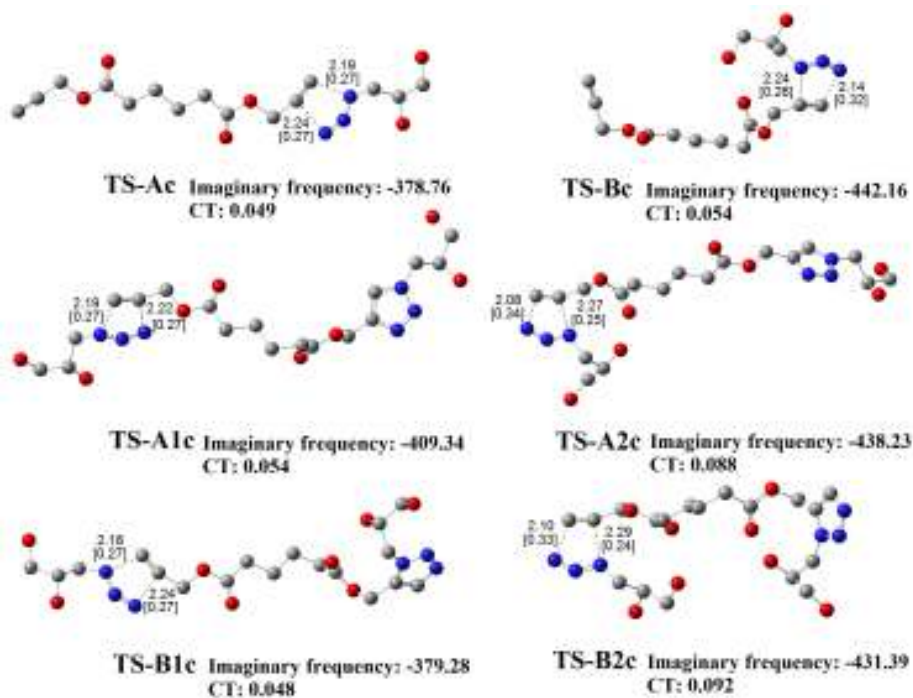 2.19
[0.27]
2.24
[0.27]
2.24
[0.26]
2.14
[0.32]
TS-Ac Imaginary frequency: -378.76
CT: 0.049
TS-Bc Imaginary frequency: -442.16
CT: 0.054
2.19
[0.27]
2.22
[0.27]
2.08
[0.34]
2.27
[0.25]
TS-A1c Imaginary frequency: -409.34
CT: 0.054
TS-A2c Imaginary frequency: -438.23
CT: 0.088
2.16
[0.27]
2.24
[0.27]
2.10
[0.33]
2.29
[0.24]
TS-B1c Imaginary frequency: -379.28
CT: 0.048
TS-B2c Imaginary frequency: -431.39
CT: 0.092